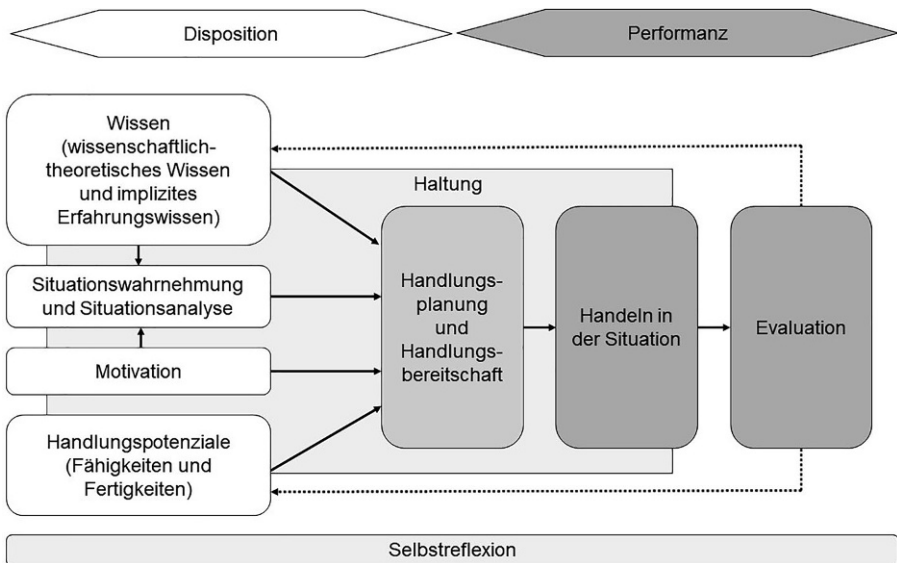 Disposition
Performanz
Wissen
(wissenschaftlich-
theoretisches Wissen
und implizites
Erfahrungswissen)
Haltung
Situationswahrnehmung
und Situationsanalyse
Motivation
Handlungspotenziale
(Fähigkeiten und
Fertigkeiten)
Handlungs-
planung
und
Handlungs-
bereitschaft
Handeln in
der Situation
Evaluation
Selbstreflexion